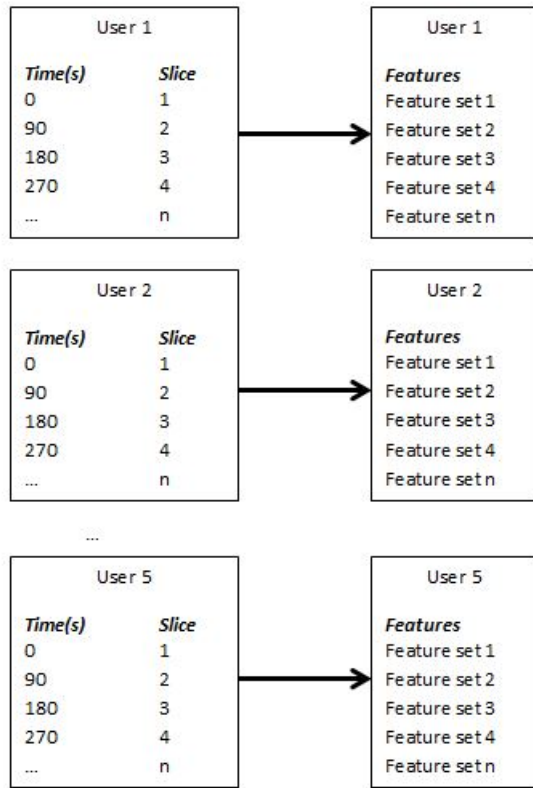 User 1
Time(s) Slice
0 1
90 2
180 3
270 4
... n
User 1
Features
Feature set 1
Feature set 2
Feature set 3
Feature set 4
Feature set n
User 2
Time(s) Slice
0 1
90 2
180 3
270 4
... n
User 2
Features
Feature set 1
Feature set 2
Feature set 3
Feature set 4
Feature set n
...
User 5
Time(s) Slice
0 1
90 2
180 3
270 4
... n
User 5
Features
Feature set 1
Feature set 2
Feature set 3
Feature set 4
Feature set n